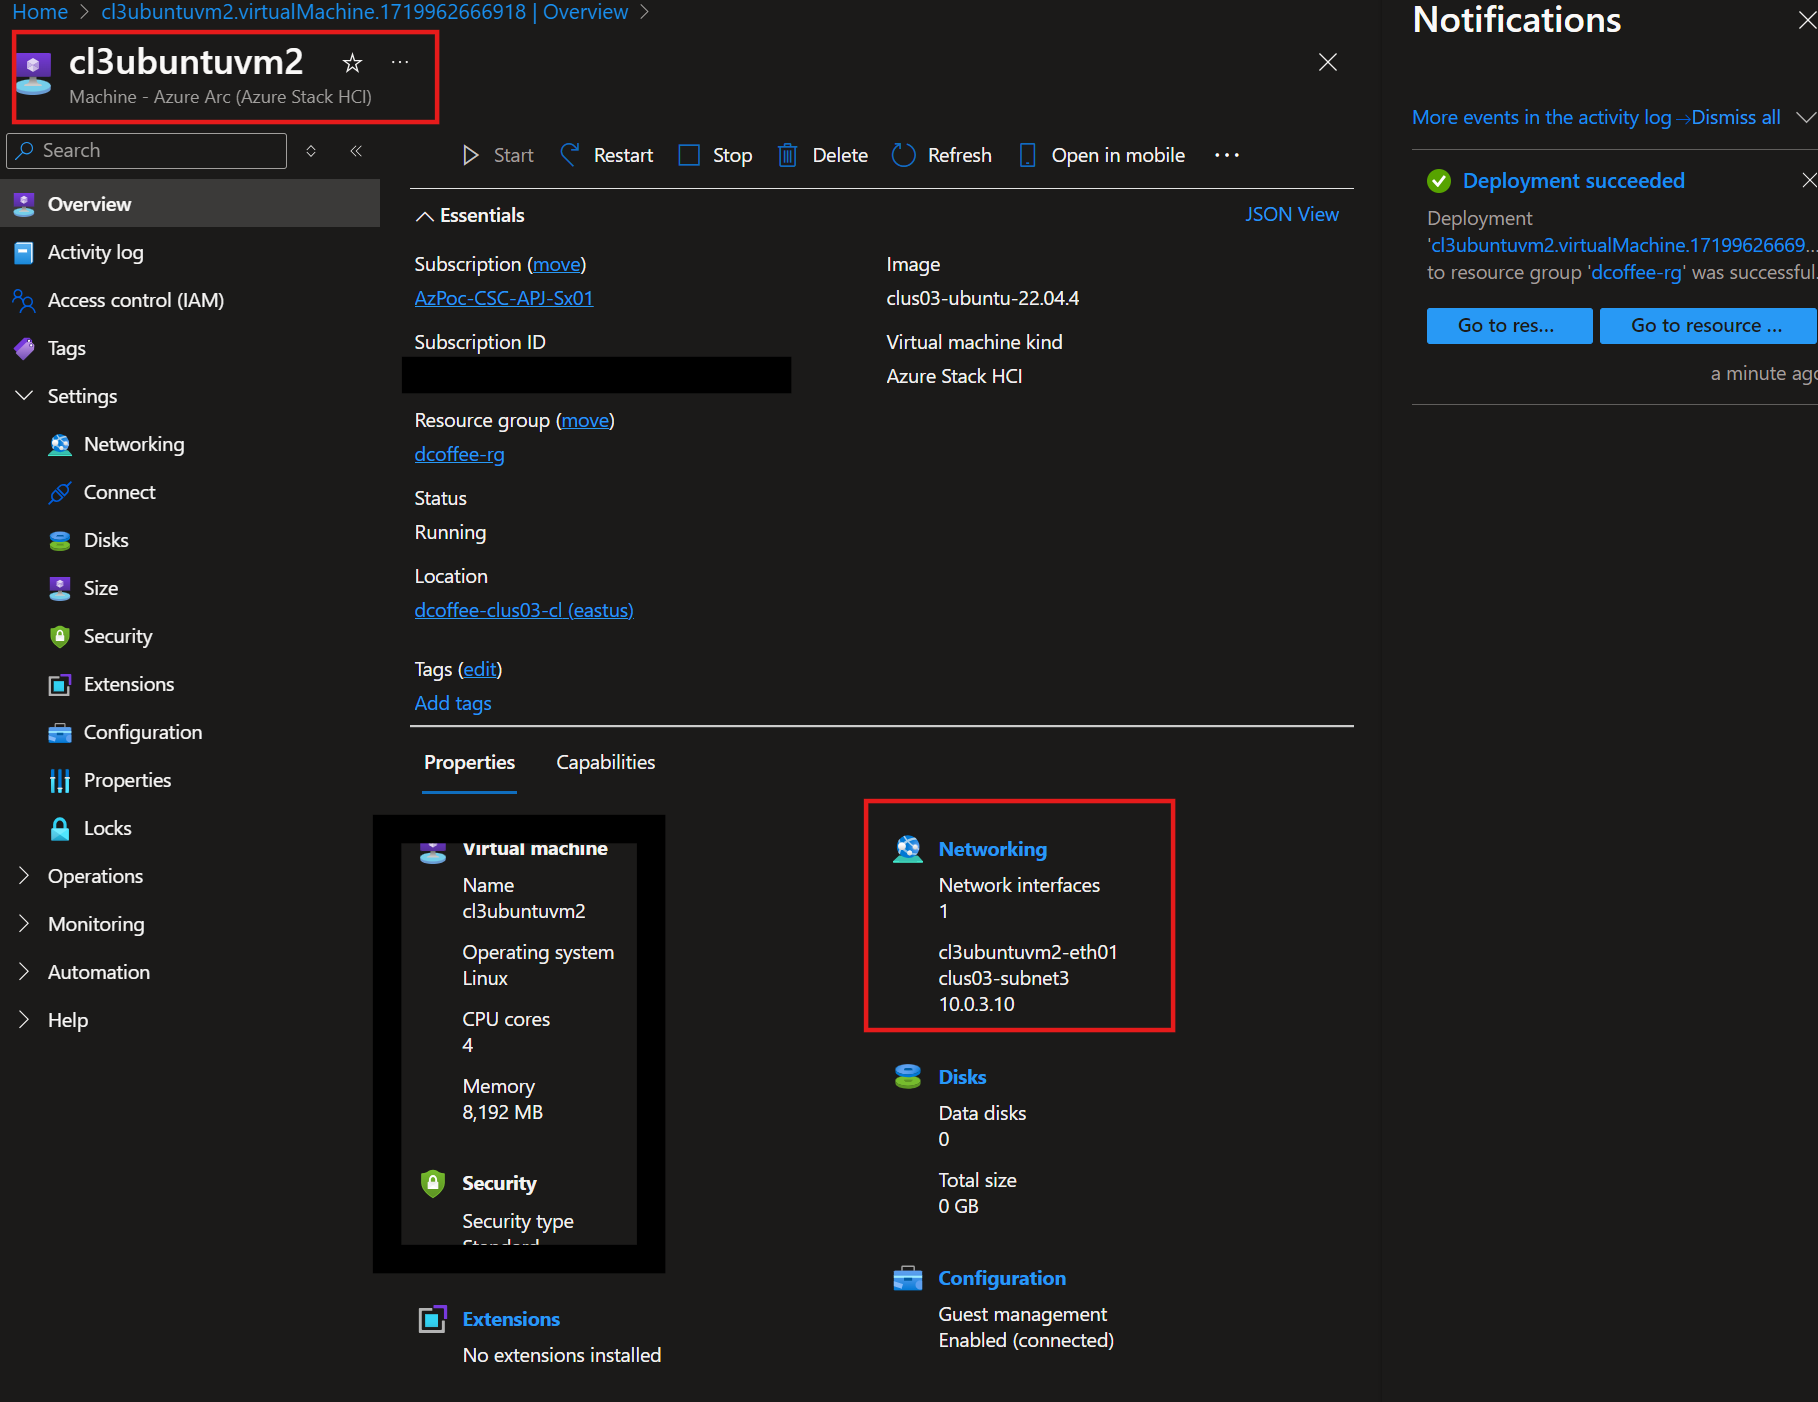 Home > cl3ubuntuvm2.virtualMachine.1719962666918 | Overview >
cl3ubuntuvm2
Machine - Azure Arc (Azure Stack HCI)
Search
Overview
Activity log
Access control (IAM)
Tags
Settings
Networking
Connect
Disks
Size
Security
Extensions
Configuration
Properties
Locks
Operations
Monitoring
Automation
Help
Start Restart Stop Delete Refresh Open in mobile ...
Essentials
JSON View
Subscription (move)
AzPoc-CSC-APJ-Sx01
Subscription ID
Resource group (move)
dcoffee-rg
Status
Running
Location
dcoffee-clus03-cl (eastus)
Tags (edit)
Add tags
Image
clus03-ubuntu-22.04.4
Virtual machine kind
Azure Stack HCI
Properties Capabilities
Virtual machine
Name
cl3ubuntuvm2
Operating system
Linux
CPU cores
4
Memory
8,192 MB
Security
Security type
Standard
Extensions
No extensions installed
Networking
Network interfaces
1
cl3ubuntuvm2-eth01
clus03-subnet3
10.0.3.10
Disks
Data disks
0
Total size
0 GB
Configuration
Guest management
Enabled (connected)
Notifications
More events in the activity log → Dismiss all
Deployment succeeded
Deployment
'cl3ubuntuvm2.virtualMachine.17199626669...
to resource group 'dcoffee-rg' was successful.
Go to res... Go to resource ...
a minute ago